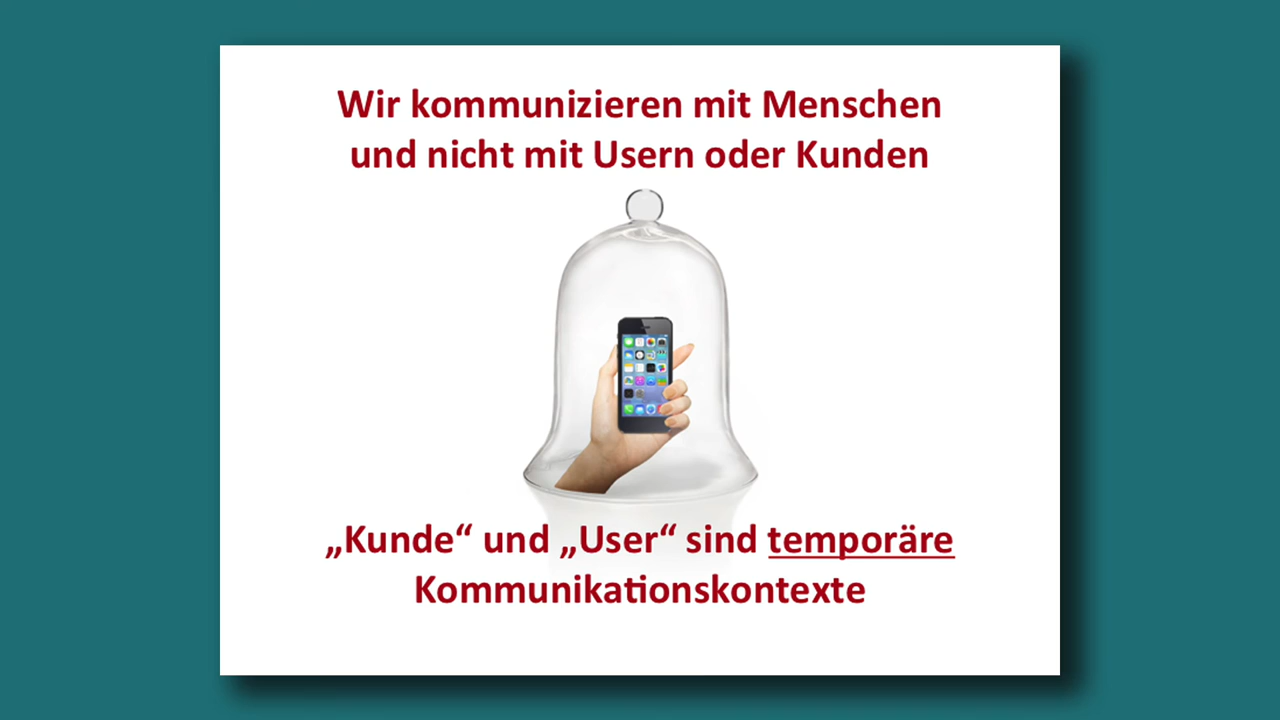 Wir kommunizieren mit Menschen
und nicht mit Usern oder Kunden
„Kunde“ und „User“ sind temporäre
Kommunikationskontexte